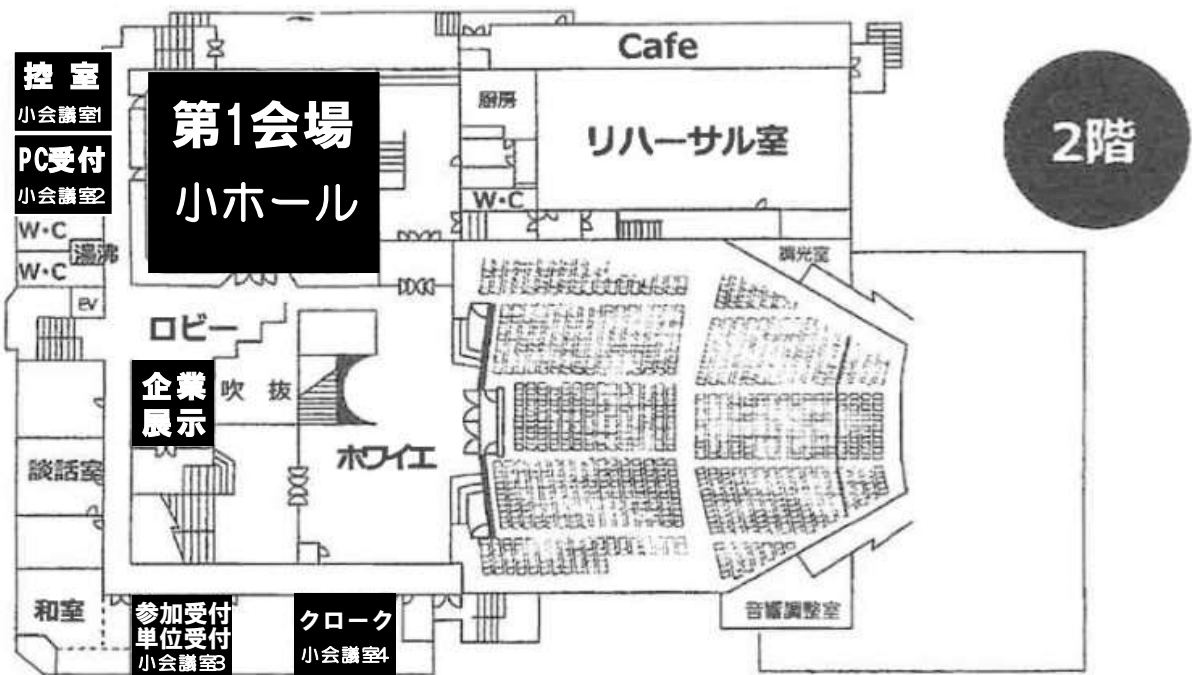 Cafe
控室
小会議室1
第1会場
小ホール
厨房
リハーサル室
2階
PC受付
小会議室2
W・C
W・C
湯沸
W・C
調光室
EV
ロビー
企業
展示
吹抜
ホワイエ
談話室
和室
参加受付
単位受付
小会議室3
クローク
小会議室4
音響調整室